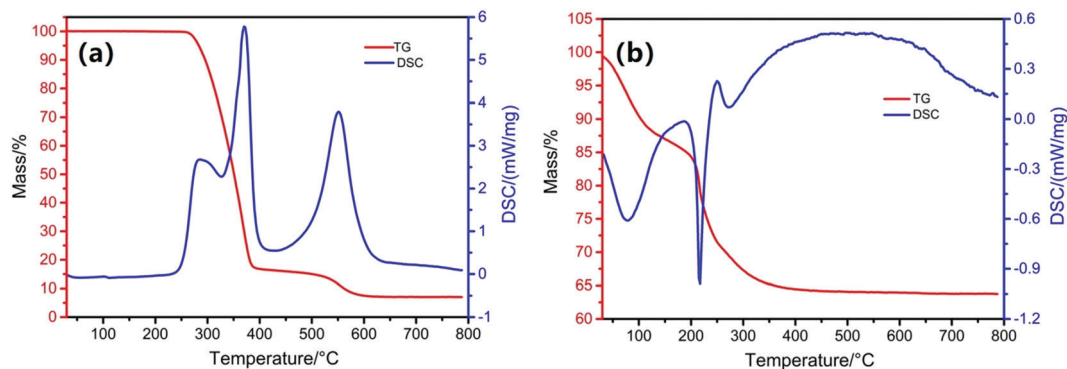 (a)
TG
DSC
Mass/%
100
90
80
70
60
50
40
30
20
10
0
100 200 300 400 500 600 700 800
Temperature/°C
6
5
4
3
2
1
0
-1
DSC/(mW/mg)
(b)
TG
DSC
Mass/%
105
100
95
90
85
80
75
70
65
60
100 200 300 400 500 600 700 800
Temperature/°C
0.6
0.3
0.0
-0.3
-0.6
-0.9
-1.2
DSC/(mW/mg)